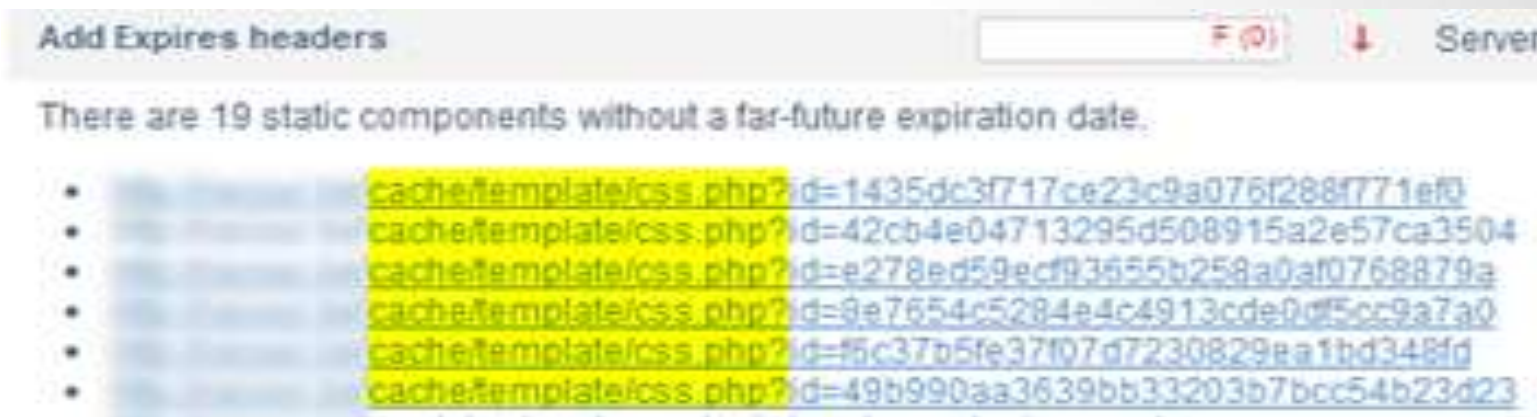 Add Expires headers F (0) Server
There are 19 static components without a far-future expiration date.
cache/template/css.php?id=1435dc3f717ce23c9a076f288f771ef0
cache/template/css.php?id=42cb4e04713295d508915a2e57ca3504
cache/template/css.php?id=e278ed59ecf93655b258a0af0768879a
cache/template/css.php?id=8e7654c5284e4c4913cde0df5cc9a7a0
cache/template/css.php?id=f6c37b5fe37f07d7230829ea1bd348fd
cache/template/css.php?id=49b990aa3639bb33203b7bcc54b23d23